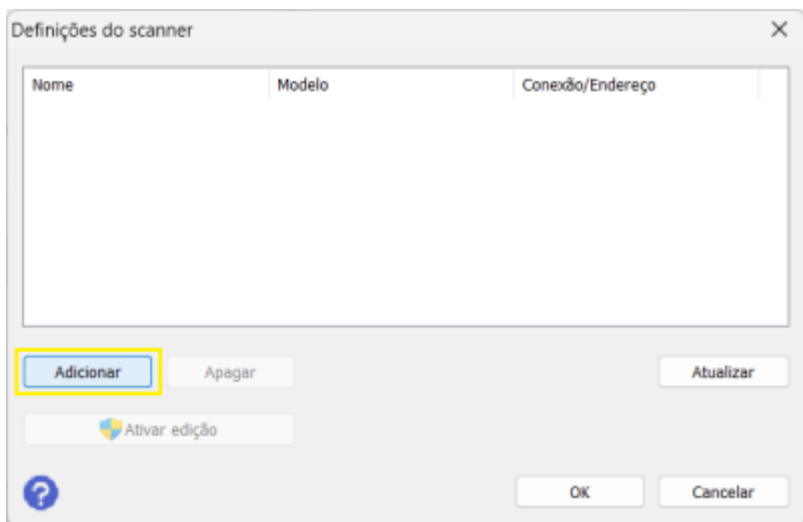 Definições do scanner
Nome Modelo Conexão/Endereço
Adicionar Apagar Atualizar
Ativar edição
? OK Cancelar